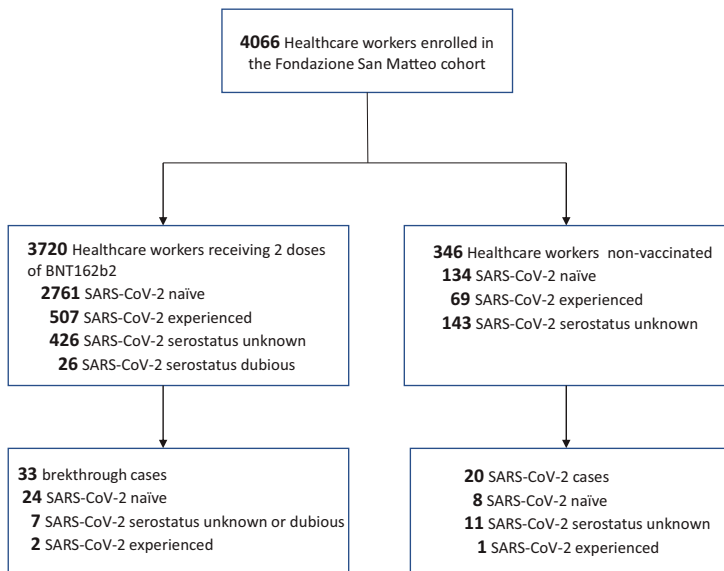 4066 Healthcare workers enrolled in
the Fondazione San Matteo cohort
3720 Healthcare workers receiving 2 doses
of BNT162b2
2761 SARS-CoV-2 naïve
507 SARS-CoV-2 experienced
426 SARS-CoV-2 serostatus unknown
26 SARS-CoV-2 serostatus dubious
346 Healthcare workers non-vaccinated
134 SARS-CoV-2 naïve
69 SARS-CoV-2 experienced
143 SARS-CoV-2 serostatus unknown
33 brekthrough cases
24 SARS-CoV-2 naïve
7 SARS-CoV-2 serostatus unknown or dubious
2 SARS-CoV-2 experienced
20 SARS-CoV-2 cases
8 SARS-CoV-2 naïve
11 SARS-CoV-2 serostatus unknown
1 SARS-CoV-2 experienced